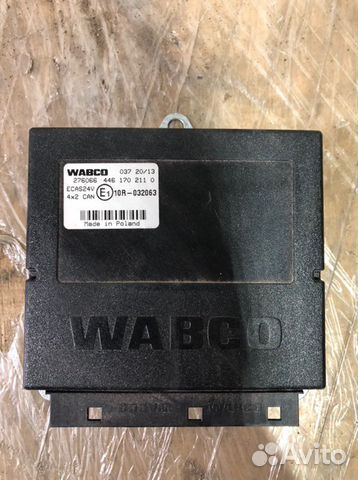 WABCO 037 20/13
276066 446 170 211 0
ECAS24V
4x2 CAN E1 10R-032063
Made in Poland
WABCO
Avito